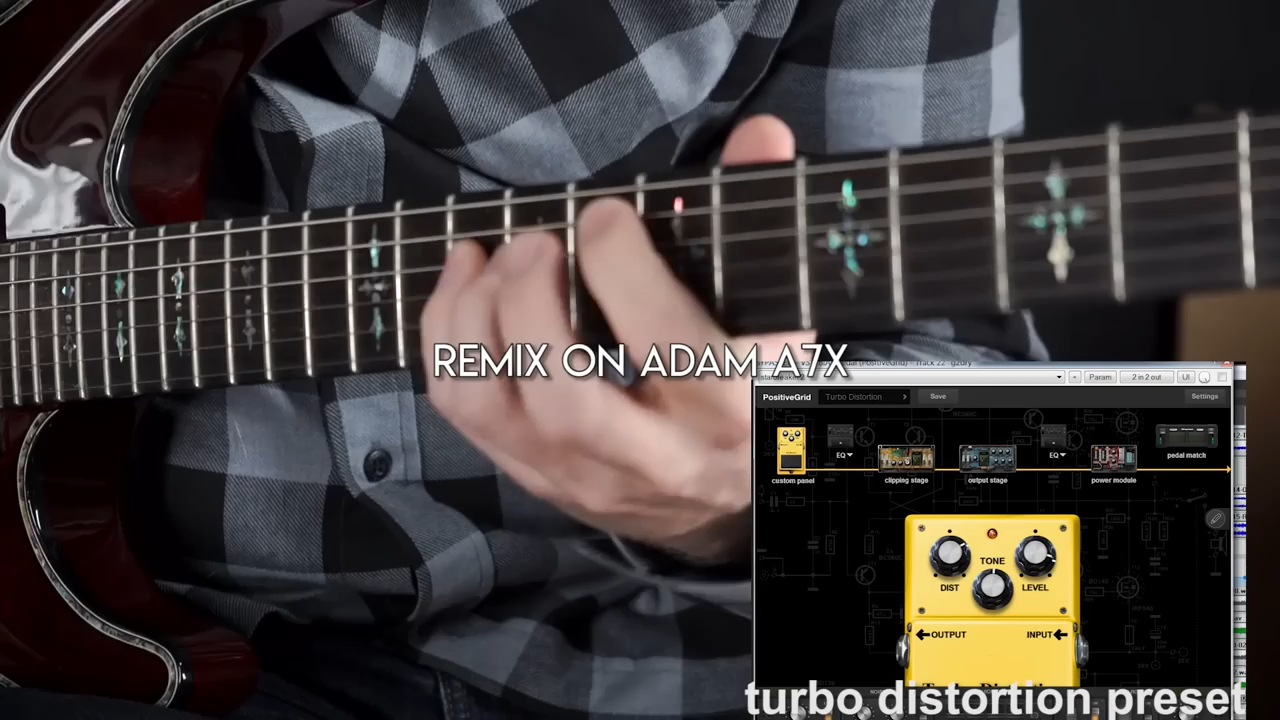 REMIX ON ADAM A7X
Param
2 in 2 out
UI
PositiveGrid
Turbo Distortion
Save
Settings
EQ
EQ
pedal match
custom panel
clipping stage
output stage
power module
TONE
DIST
LEVEL
OUTPUT
INPUT
turbo distortion preset